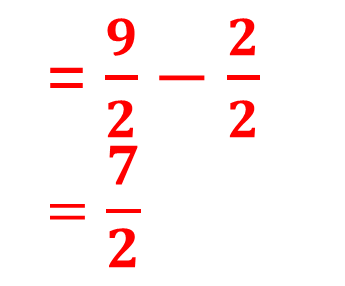 = 9/2 − 2/2
= 7/2